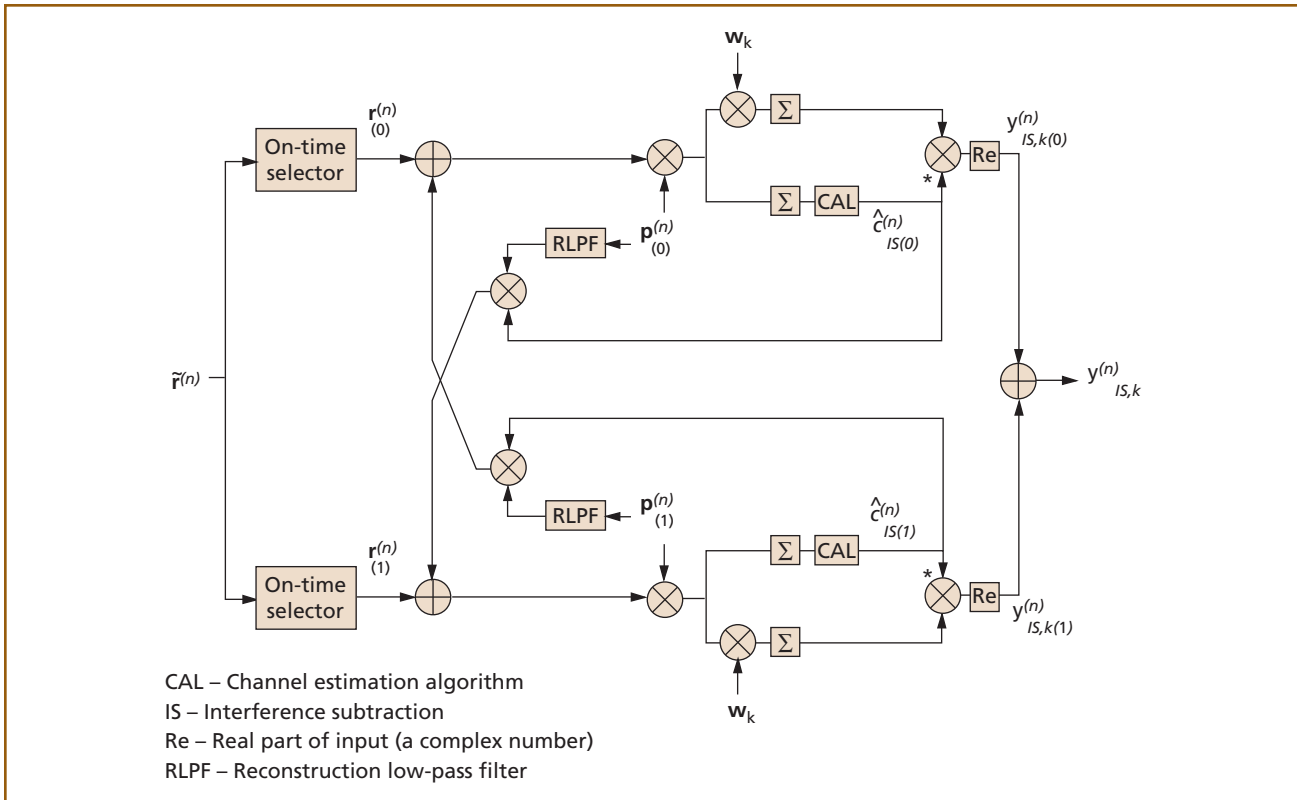 w_k
r^(n)_(0)
On-time
selector
Σ
y^(n)_IS,k(0)
*
Re
Σ
CAL
ĉ^(n)_IS(0)
RLPF
p^(n)_(0)
r̃^(n)
y^(n)_IS,k
RLPF
p^(n)_(1)
ĉ^(n)_IS(1)
r^(n)_(1)
Σ
CAL
On-time
selector
*
Re
y^(n)_IS,k(1)
Σ
w_k
CAL – Channel estimation algorithm
IS – Interference subtraction
Re – Real part of input (a complex number)
RLPF – Reconstruction low-pass filter